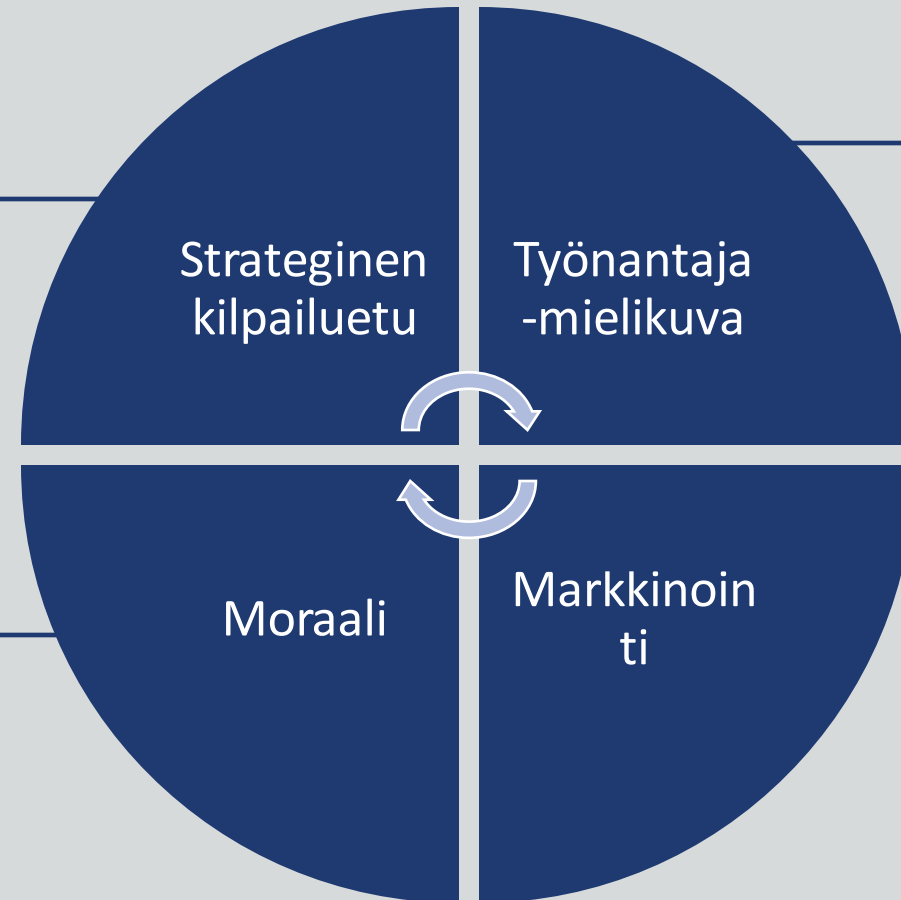 Strateginen
kilpailuetu
Työnantaja
-mielikuva
Moraali
Markkinoin
ti